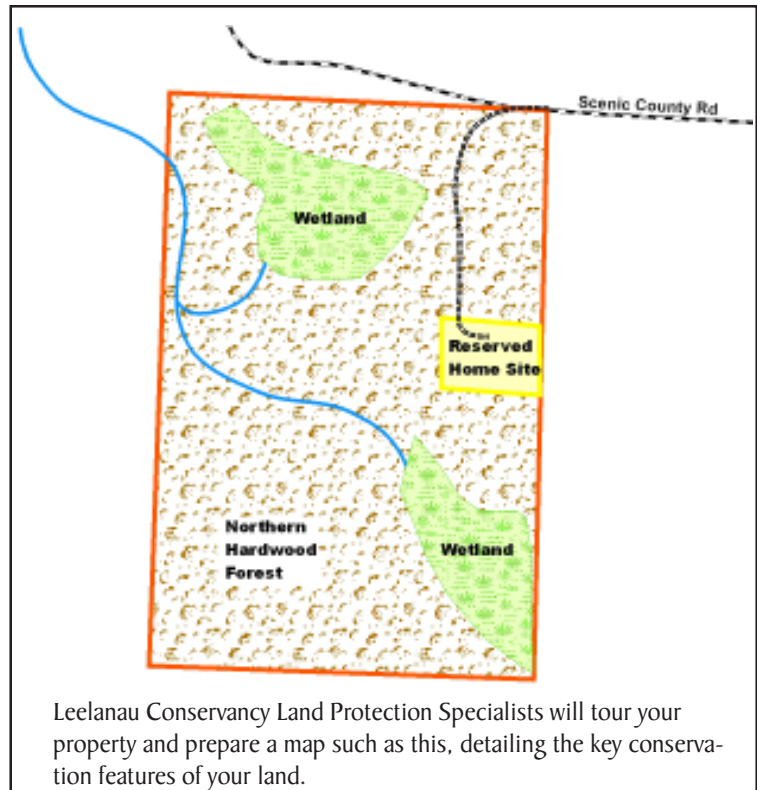 Scenic County Rd
Wetland
Reserved
Home Site
Northern
Hardwood
Forest
Wetland
Leelanau Conservancy Land Protection Specialists will tour your
property and prepare a map such as this, detailing the key conserva-
tion features of your land.